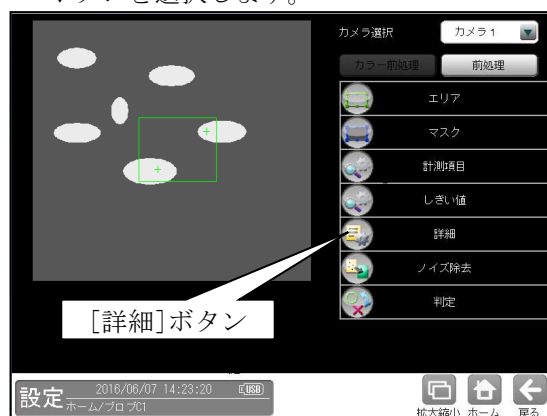 カメラ選択 カメラ1
カラー前処理 前処理
エリア
マスク
計測項目
しきい値
詳細
ノイズ除去
判定
[詳細]ボタン
設定 2016/06/07 14:23:20 USB
ホーム/ブロブC1
拡大縮小 ホーム 戻る